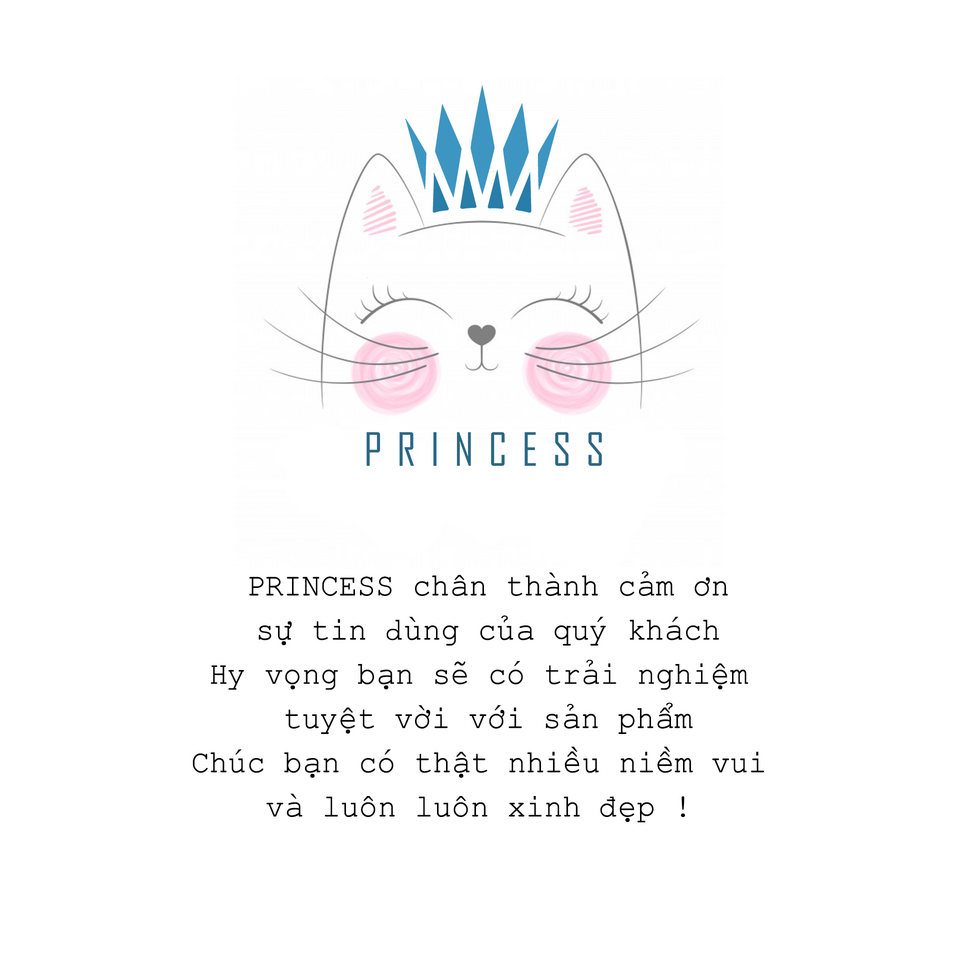 PRINCESS
PRINCESS chân thành cảm ơn
sự tin dùng của quý khách
Hy vọng bạn sẽ có trải nghiệm
tuyệt vời với sản phẩm
Chúc bạn có thật nhiều niềm vui
và luôn luôn xinh đẹp !